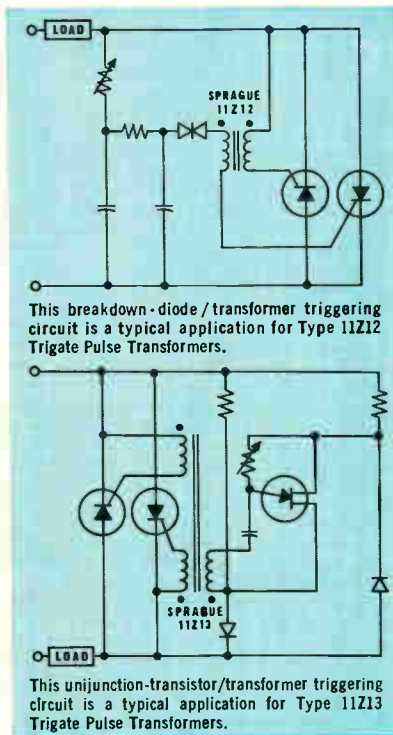 LOAD
SPRAGUE
11Z12
This breakdown-diode/transformer triggering
circuit is a typical application for Type 11Z12
Trigate Pulse Transformers.
SPRAGUE
11Z13
LOAD
This unijunction-transistor/transformer triggering
circuit is a typical application for Type 11Z13
Trigate Pulse Transformers.